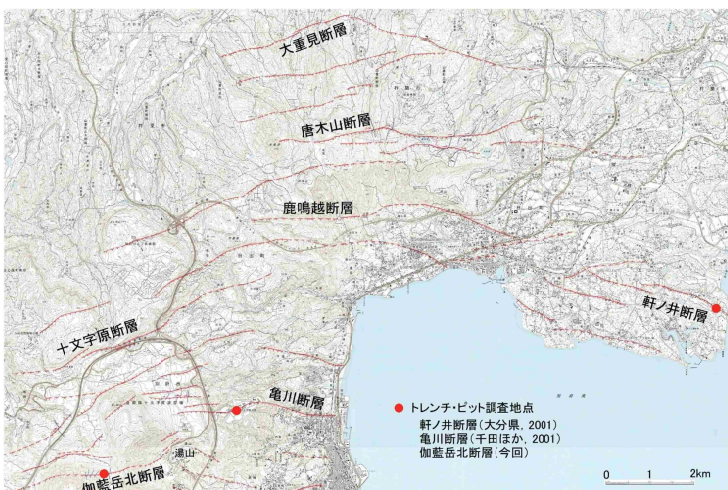 大重見断層
唐木山断層
鹿鳴越断層
軒ノ井断層
十文字原断層
亀川断層
湯山
伽藍岳北断層
トレンチ・ピット調査地点
軒ノ井断層(大分県, 2001)
亀川断層(千田ほか, 2001)
伽藍岳北断層(今回)
0 1 2km